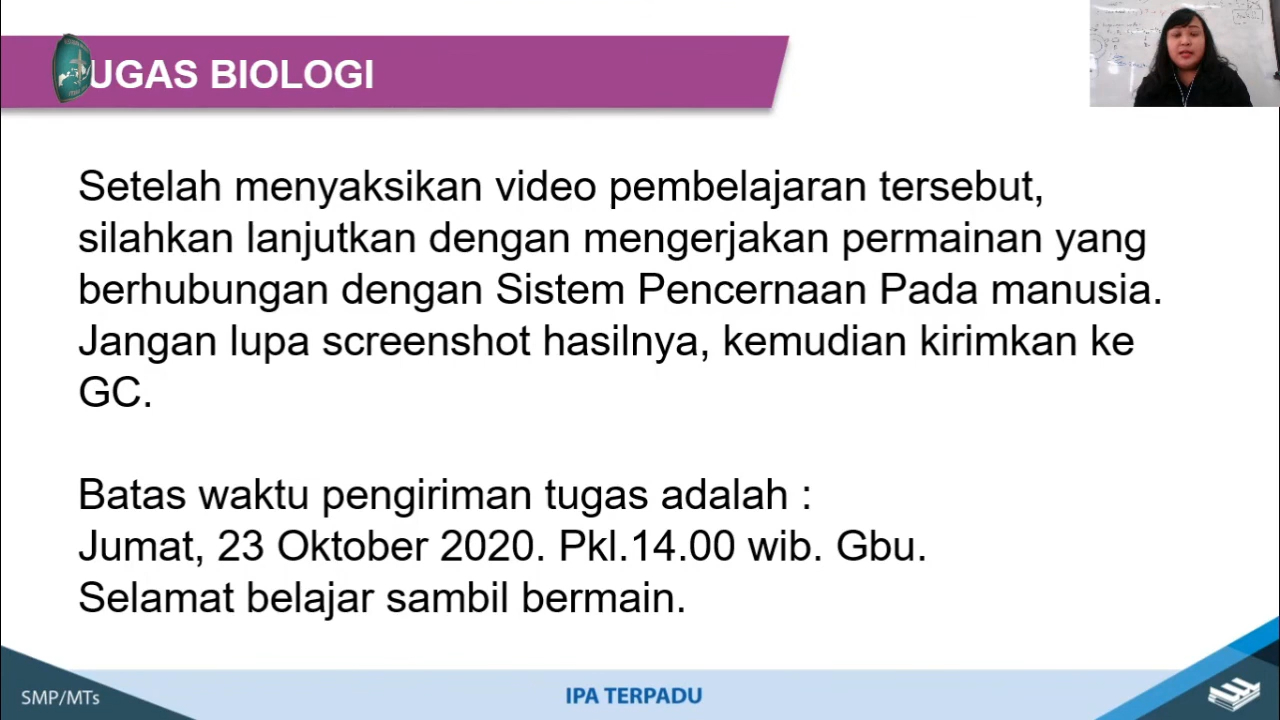 UGAS BIOLOGI
Setelah menyaksikan video pembelajaran tersebut,
silahkan lanjutkan dengan mengerjakan permainan yang
berhubungan dengan Sistem Pencernaan Pada manusia.
Jangan lupa screenshot hasilnya, kemudian kirimkan ke
GC.
Batas waktu pengiriman tugas adalah :
Jumat, 23 Oktober 2020. Pkl.14.00 wib. Gbu.
Selamat belajar sambil bermain.
SMP/MTs
IPA TERPADU